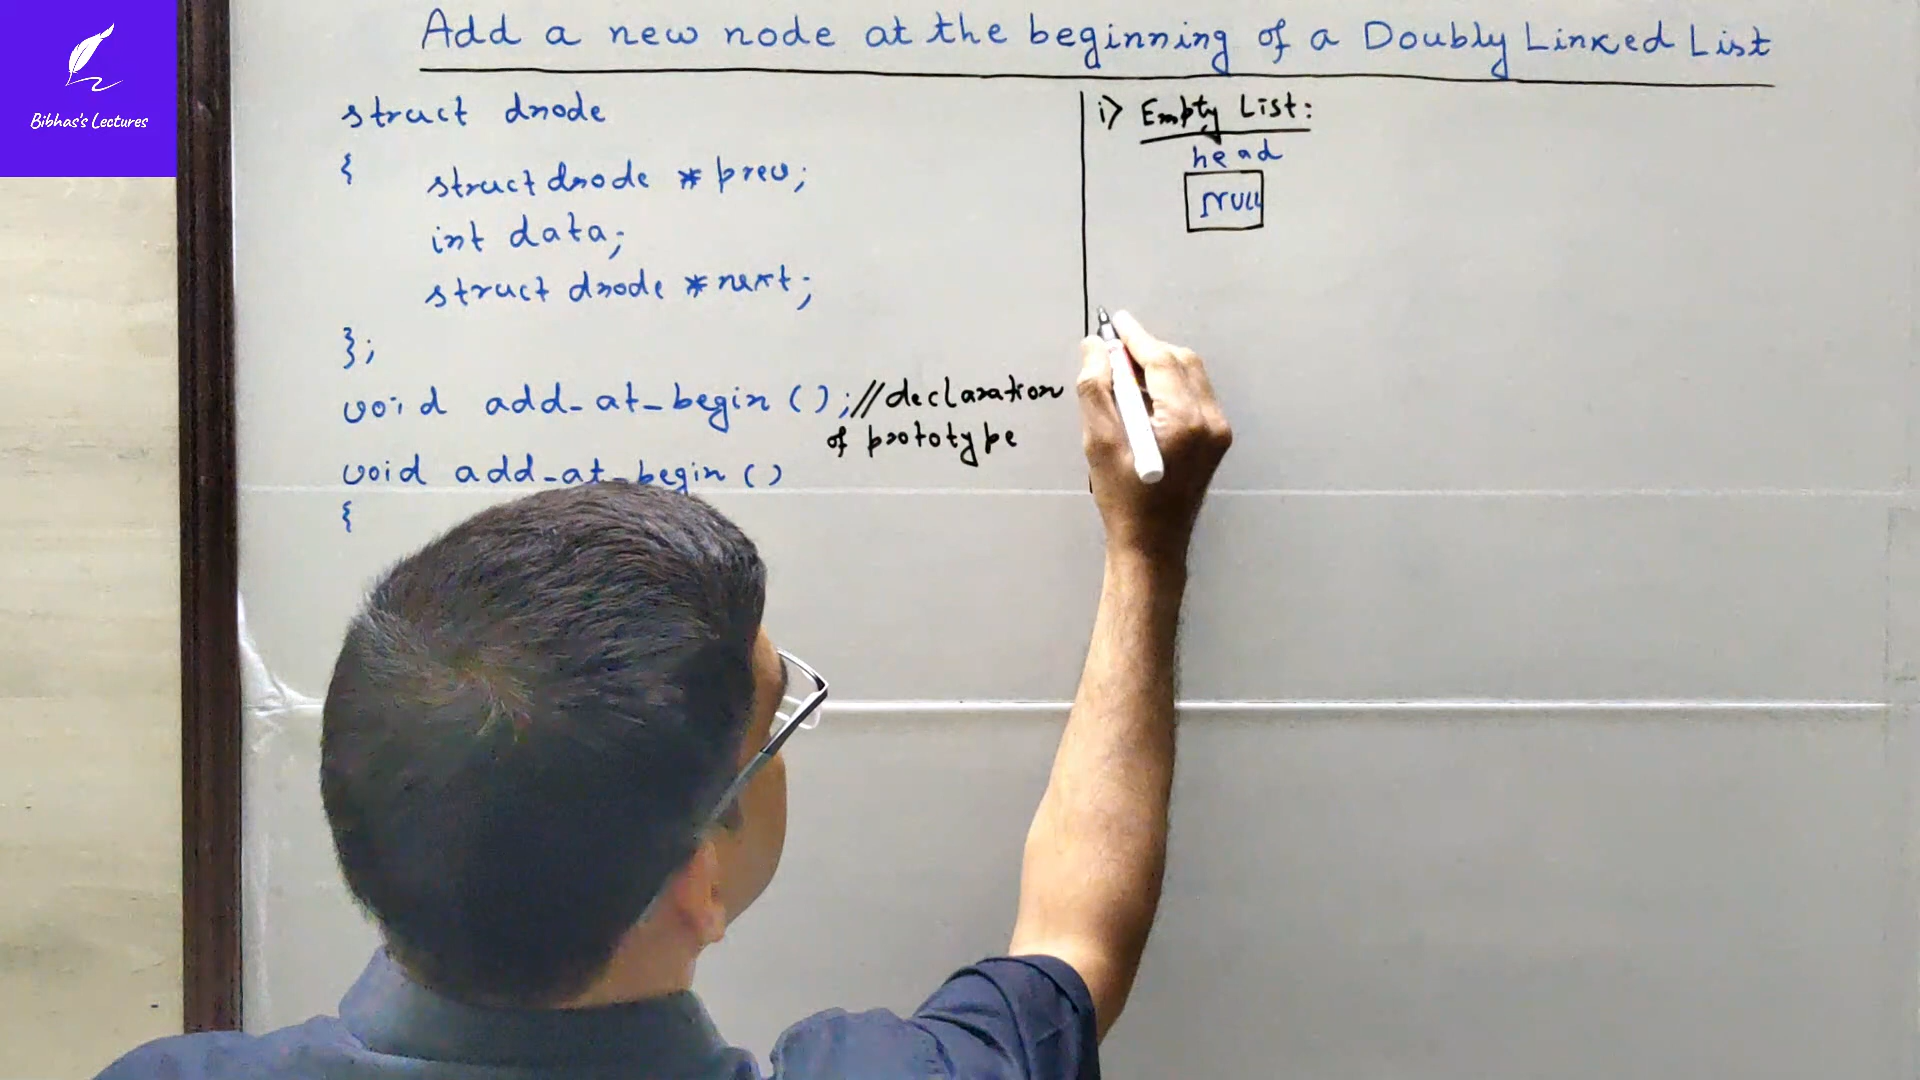 Bibhas's Lectures
Add a new node at the beginning of a Doubly Linked List
struct dnode
{
struct dnode *prev;
int data;
struct dnode *next;
};
void add_at_begin(); //declaration
of prototype
void add_at_begin()
{
i) Empty List:
head
NULL